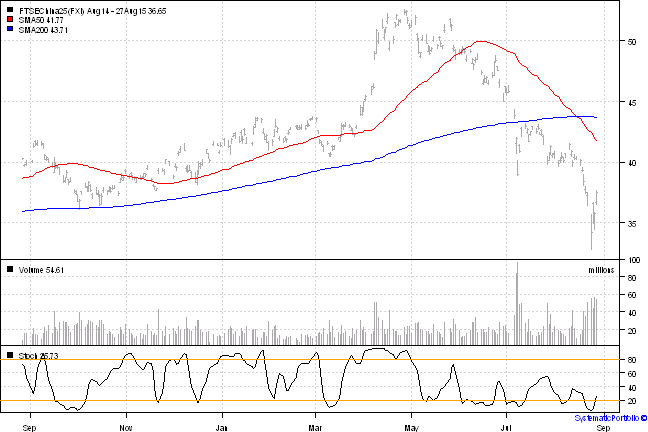 FTSEChina25(FXI) Aug14 - 27Aug15 36.65
SMA50 41.77
SMA200 43.71
50
45
40
35
Volume 54.61
millions
100
80
60
40
20
Stoch 25.73
80
60
40
20
Sep
Nov
Jan
Mar
May
Jul
Sep
SystematicPortfolio ©